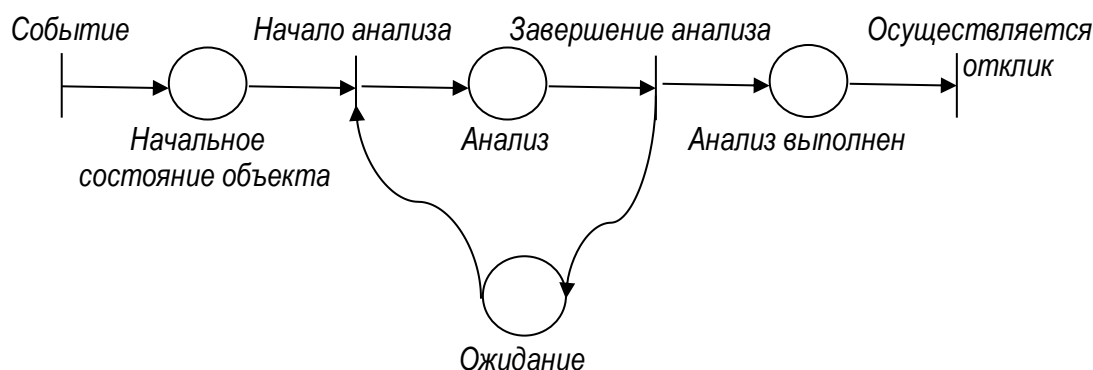 Событие
Начало анализа
Завершение анализа
Осуществляется
отклик
Начальное
состояние объекта
Анализ
Анализ выполнен
Ожидание